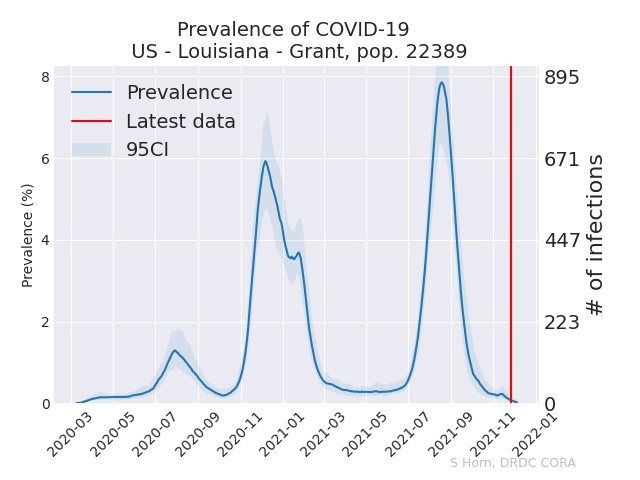 Prevalence of COVID-19
US - Louisiana - Grant, pop. 22389
8
6
4
2
0
Prevalence (%)
Prevalence
Latest data
95CI
895
671
447
223
0
# of infections
2020-03
2020-05
2020-07
2020-09
2020-11
2021-01
2021-03
2021-05
2021-07
2021-09
2021-11
2022-01
S Horn, DRDC CORA